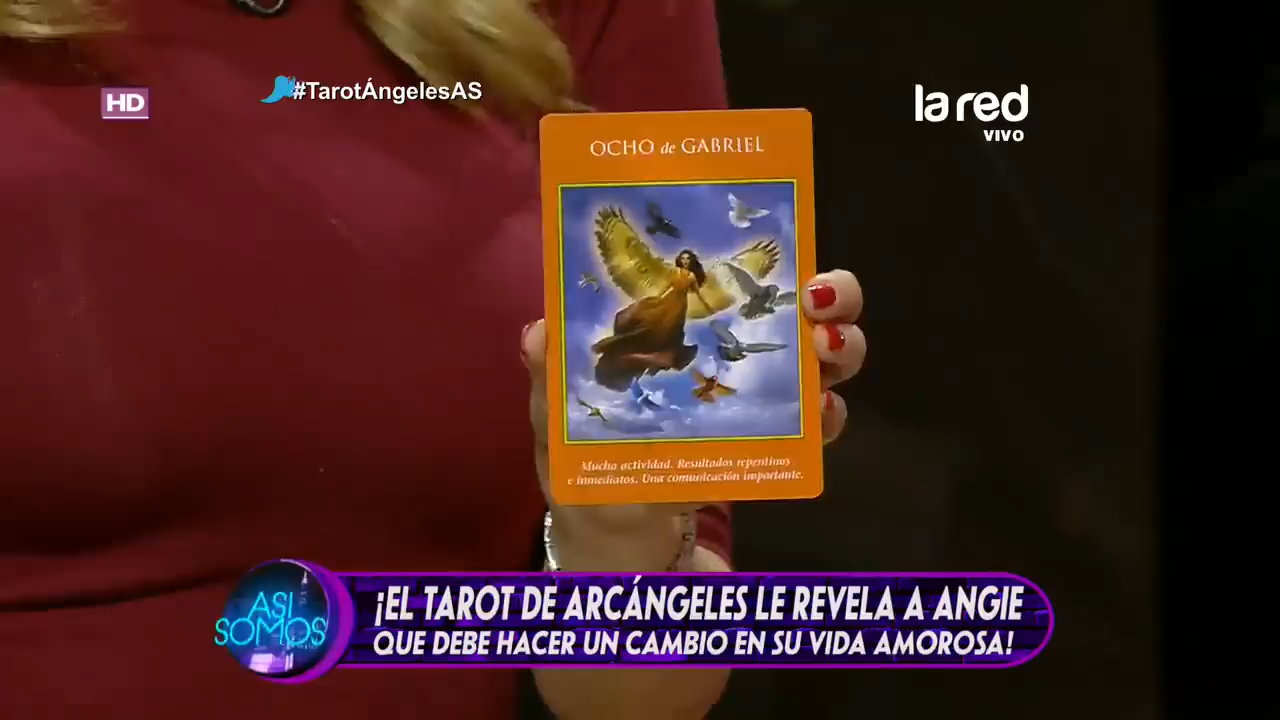 HD
#TarotÁngelesAS
la red
VIVO
OCHO de GABRIEL
Mucha actividad. Resultados repentinos
e inmediatos. Una comunicación importante.
ASI
SOMOS
¡EL TAROT DE ARCÁNGELES LE REVELA A ANGIE
QUE DEBE HACER UN CAMBIO EN SU VIDA AMOROSA!